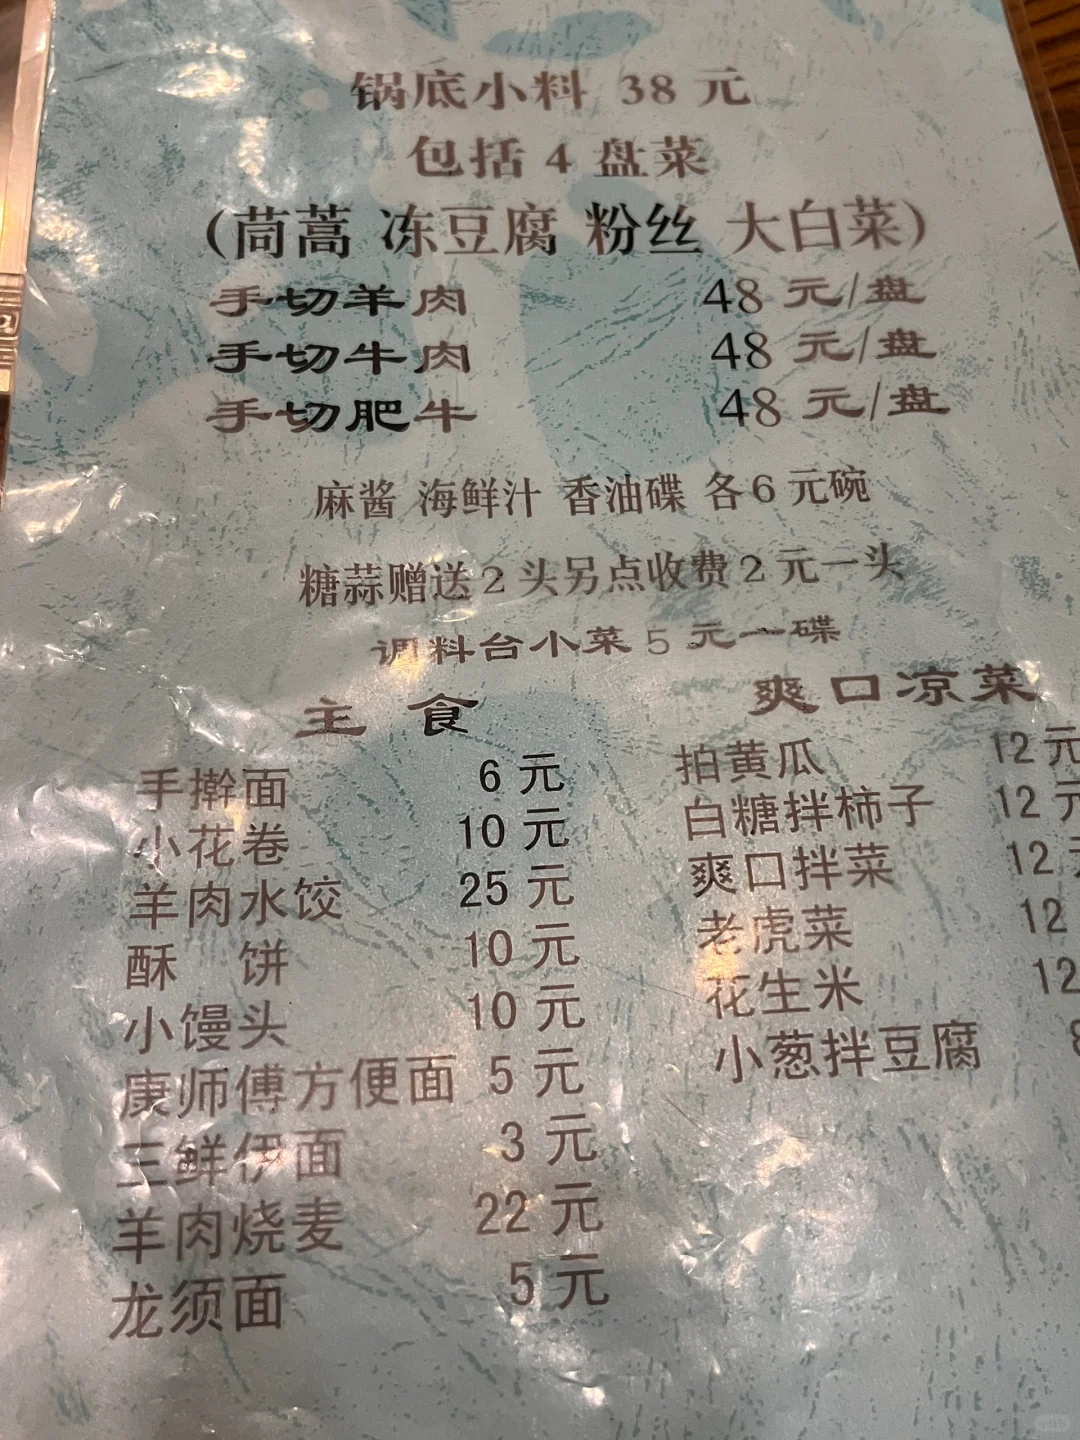 锅底小料 38 元
包括 4 盘菜
(茼蒿 冻豆腐 粉丝 大白菜)
手切羊肉 48 元/盘
手切牛肉 48 元/盘
手切肥牛 48 元/盘
麻酱 海鲜汁 香油碟 各6元碗
糖蒜赠送2头另点收费2元一头
调料台小菜5元一碟
主食
手擀面 6 元
小花卷 10 元
羊肉水饺 25 元
酥 饼 10 元
小馒头 10 元
康师傅方便面 5 元
三鲜伊面 3 元
羊肉烧麦 22 元
龙须面 5 元
爽口凉菜
拍黄瓜 12元
白糖拌柿子 12元
爽口拌菜 12
老虎菜 12
花生米 12
小葱拌豆腐